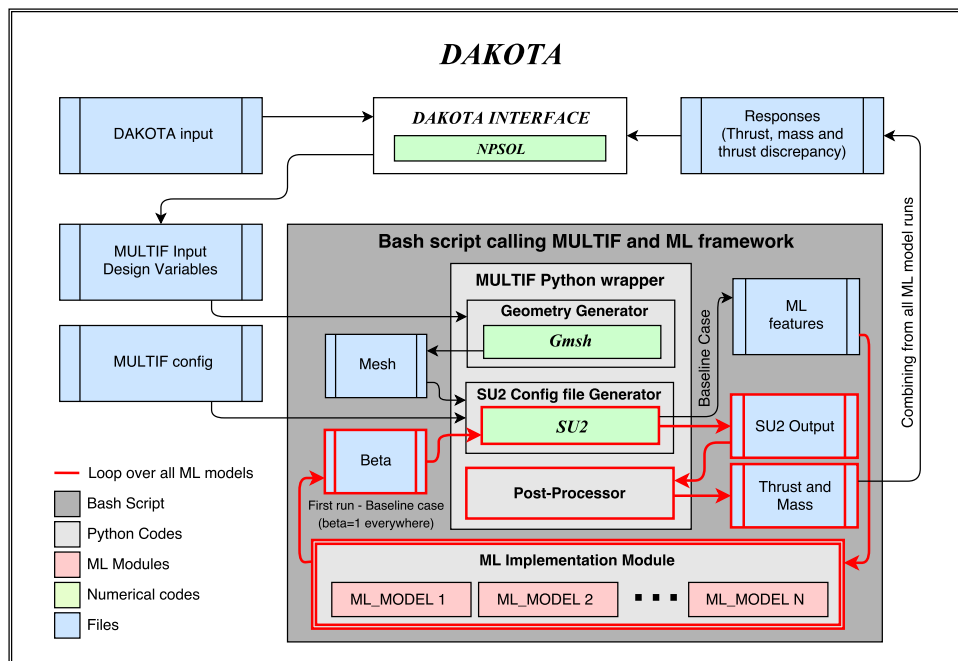 DAKOTA
DAKOTA input
DAKOTA INTERFACE
NPSOL
Responses
(Thrust, mass and
thrust discrepancy)
MULTIF Input
Design Variables
MULTIF config
Bash script calling MULTIF and ML framework
MULTIF Python wrapper
Geometry Generator
Gmsh
Mesh
SU2 Config file Generator
SU2
Baseline Case
ML
features
Combining from all ML model runs
Beta
First run - Baseline case
(beta=1 everywhere)
SU2 Output
Post-Processor
Thrust and
Mass
ML Implementation Module
ML_MODEL 1
ML_MODEL 2
ML_MODEL N
Loop over all ML models
Bash Script
Python Codes
ML Modules
Numerical codes
Files